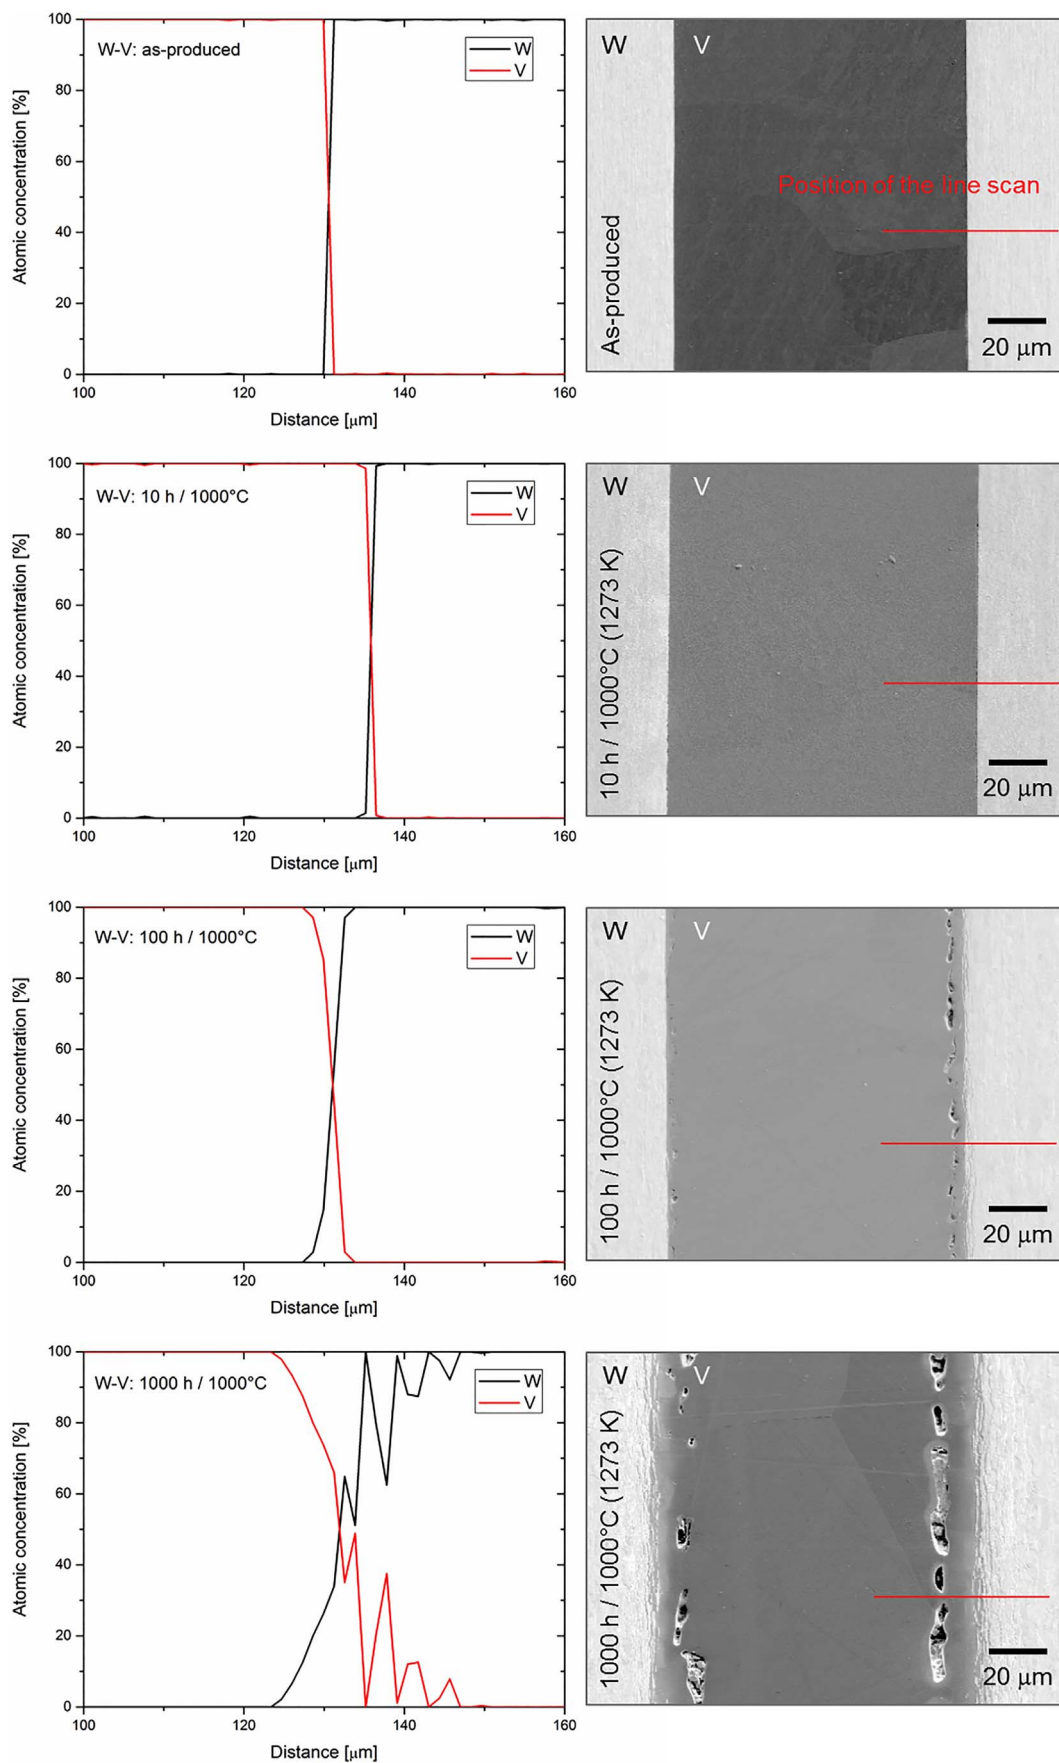 W-V: as-produced
W
V
100
80
60
40
20
0
Atomic concentration [%]
100
120
140
160
Distance [μm]
W
V
Position of the line scan
As-produced
20 μm
W-V: 10 h / 1000°C
W
V
100
80
60
40
20
0
Atomic concentration [%]
100
120
140
160
Distance [μm]
W
V
10 h / 1000°C (1273 K)
20 μm
W-V: 100 h / 1000°C
W
V
100
80
60
40
20
0
Atomic concentration [%]
100
120
140
160
Distance [μm]
W
V
100 h / 1000°C (1273 K)
20 μm
W-V: 1000 h / 1000°C
W
V
100
80
60
40
20
0
Atomic concentration [%]
100
120
140
160
Distance [μm]
W
V
1000 h / 1000°C (1273 K)
20 μm